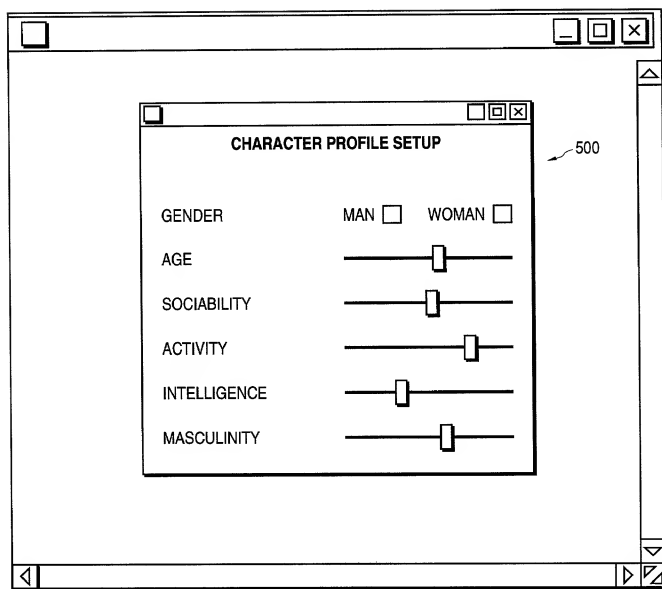 CHARACTER PROFILE SETUP
500
GENDER MAN WOMAN
AGE
SOCIABILITY
ACTIVITY
INTELLIGENCE
MASCULINITY